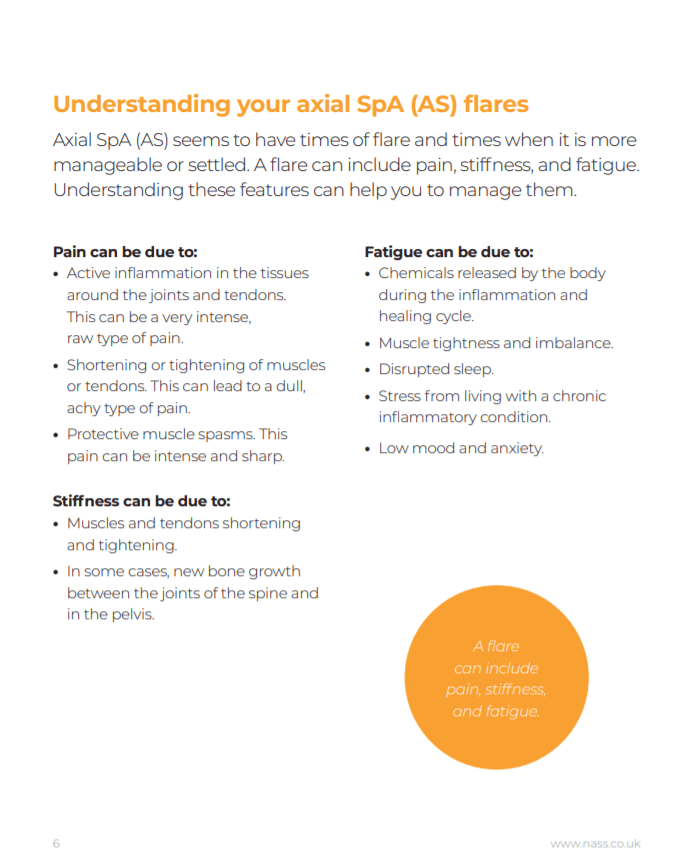 Understanding your axial SpA (AS) flares
Axial SpA (AS) seems to have times of flare and times when it is more
manageable or settled. A flare can include pain, stiffness, and fatigue.
Understanding these features can help you to manage them.
Pain can be due to:
• Active inflammation in the tissues
around the joints and tendons.
This can be a very intense,
raw type of pain.
• Shortening or tightening of muscles
or tendons. This can lead to a dull,
achy type of pain.
• Protective muscle spasms. This
pain can be intense and sharp.
Stiffness can be due to:
• Muscles and tendons shortening
and tightening.
• In some cases, new bone growth
between the joints of the spine and
in the pelvis.
Fatigue can be due to:
• Chemicals released by the body
during the inflammation and
healing cycle.
• Muscle tightness and imbalance.
• Disrupted sleep.
• Stress from living with a chronic
inflammatory condition.
• Low mood and anxiety.
A flare
can include
pain, stiffness,
and fatigue.
6
www.nass.co.uk